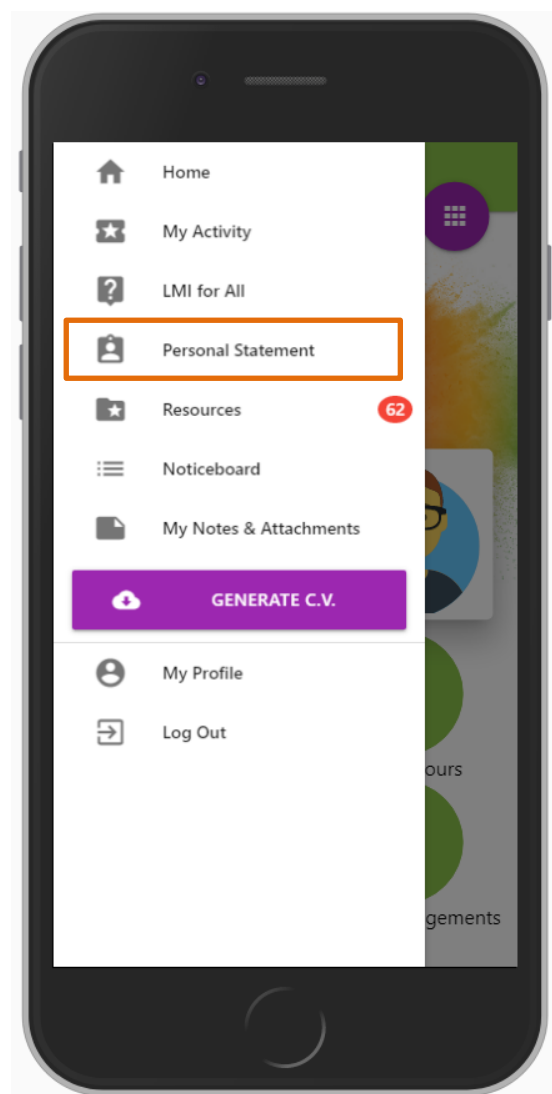 Home
My Activity
LMI for All
Personal Statement
Resources 62
Noticeboard
My Notes & Attachments
GENERATE C.V.
My Profile
Log Out
ours
gements